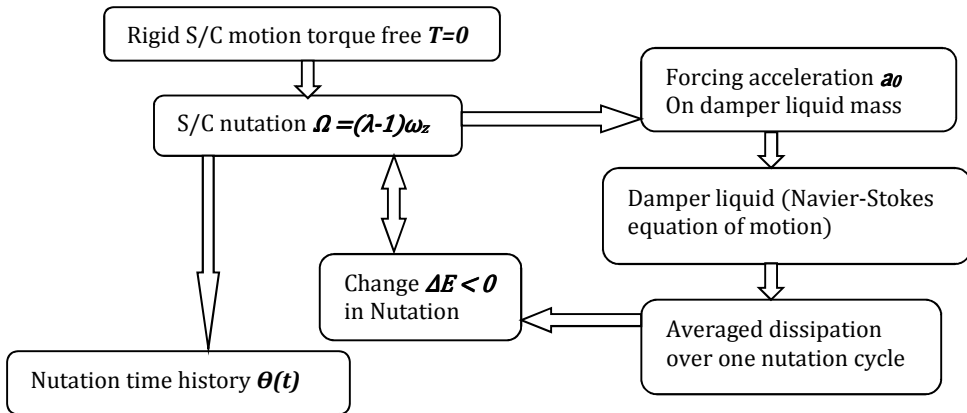 Rigid S/C motion torque free T=0
S/C nutation Ω =(λ-1)ωz
Forcing acceleration a0
On damper liquid mass
Damper liquid (Navier-Stokes
equation of motion)
Averaged dissipation
over one nutation cycle
Change ΔE < 0
in Nutation
Nutation time history Θ(t)